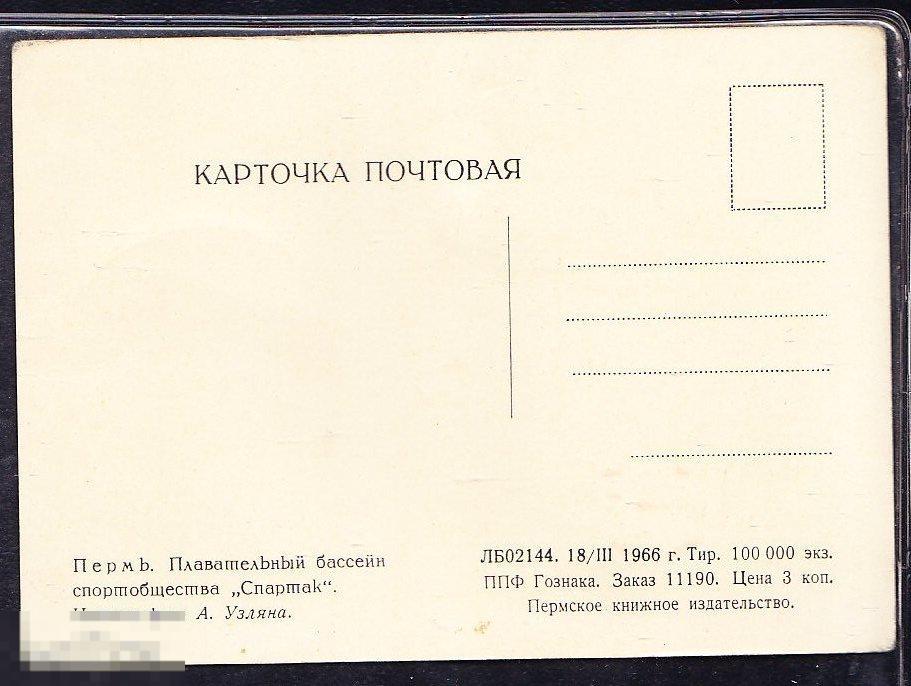 КАРТОЧКА ПОЧТОВАЯ
Пермь. Плавательный бассейн
спортобщества „Спартак“.
А. Узляна.
ЛБ02144. 18/III 1966 г. Тир. 100 000 экз.
ППФ Гознака. Заказ 11190. Цена 3 коп.
Пермское книжное издательство.